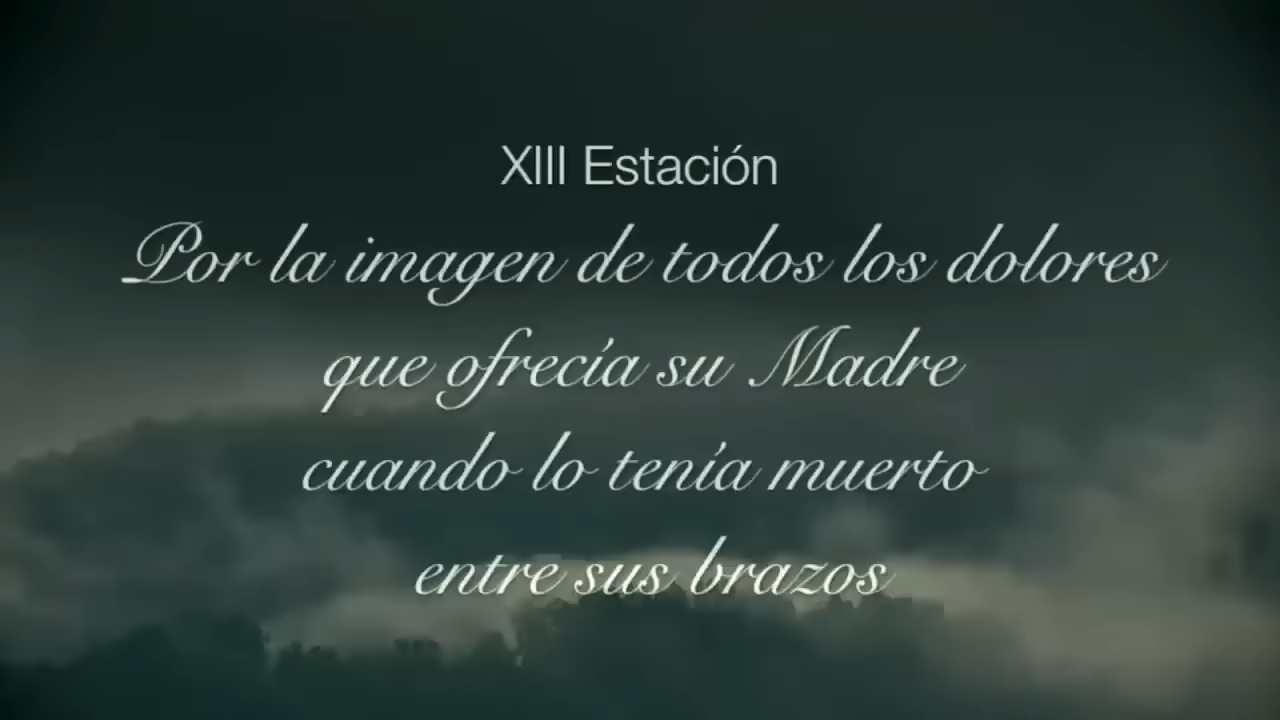 XIII Estación
Por la imagen de todos los dolores
que ofrecía su Madre
cuando lo tenía muerto
entre sus brazos